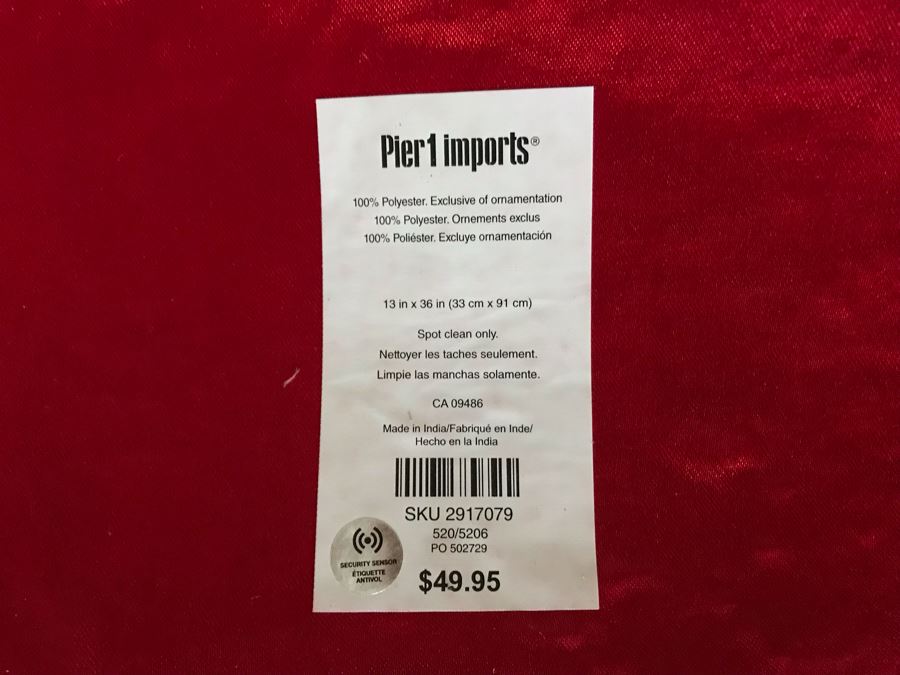 Pier 1 imports®
100% Polyester. Exclusive of ornamentation
100% Polyester. Ornements exclus
100% Poliéster. Excluye ornamentación
13 in x 36 in (33 cm x 91 cm)
Spot clean only.
Nettoyer les taches seulement.
Limpie las manchas solamente.
CA 09486
Made in India/Fabriqué en Inde/
Hecho en la India
SKU 2917079
520/5206
PO 502729
$49.95
SECURITY SENSOR
ÉTIQUETTE
ANTIVOL